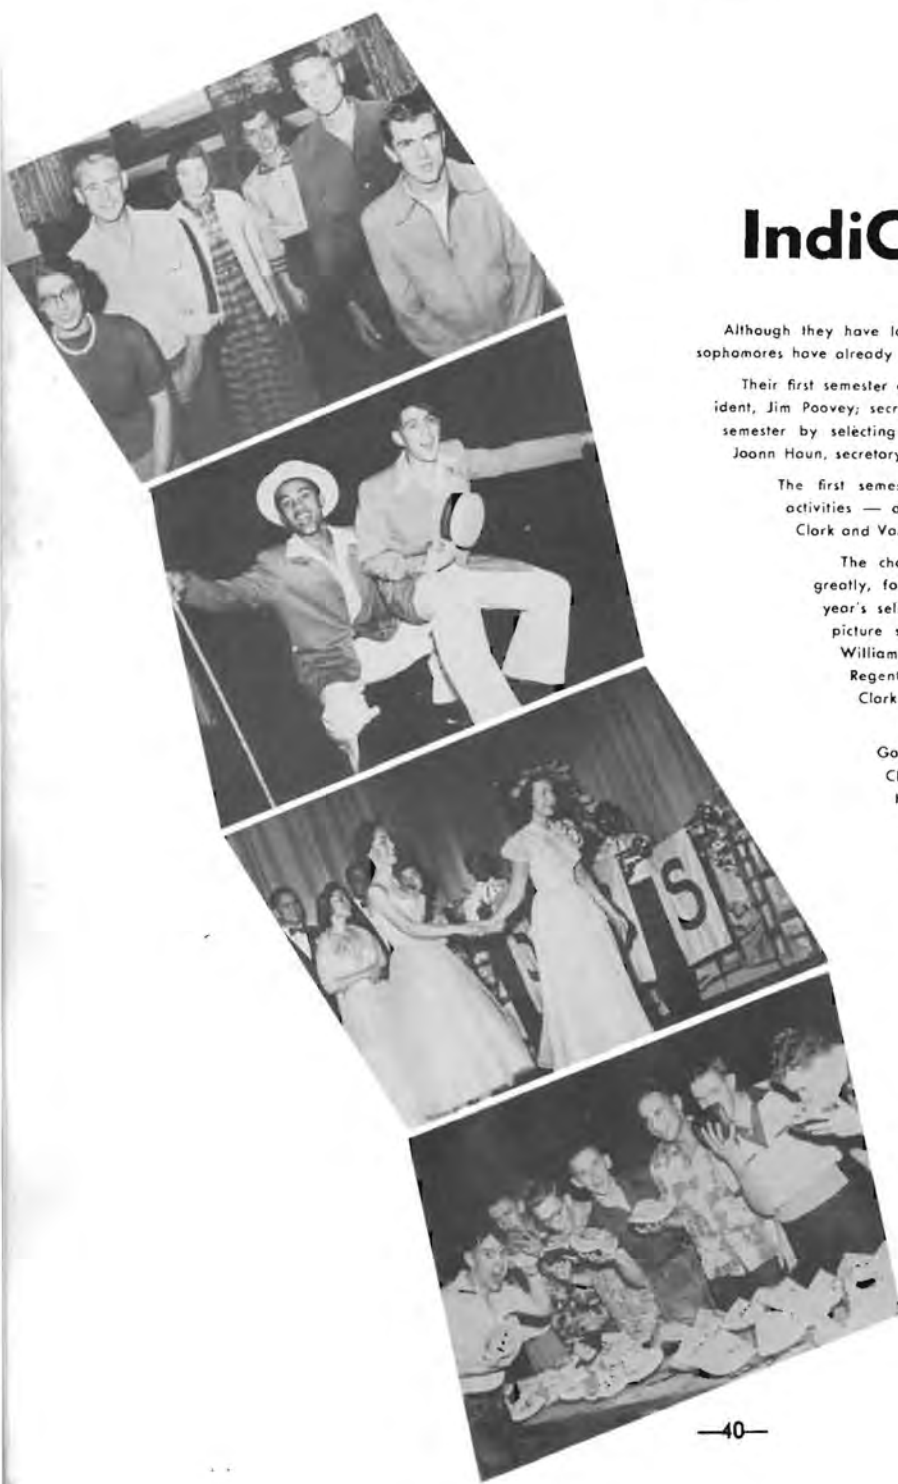 IndiC
Although they have lo
sophomores have already
Their first semester
ident, Jim Poovey; secr
semester by selecting
Joann Haun, secretory
The first semes
activities —
Clark and Va
The cho
greatly, fo
year's sel
picture s
William
Regent
Clark
Go
Cl
S
—40—